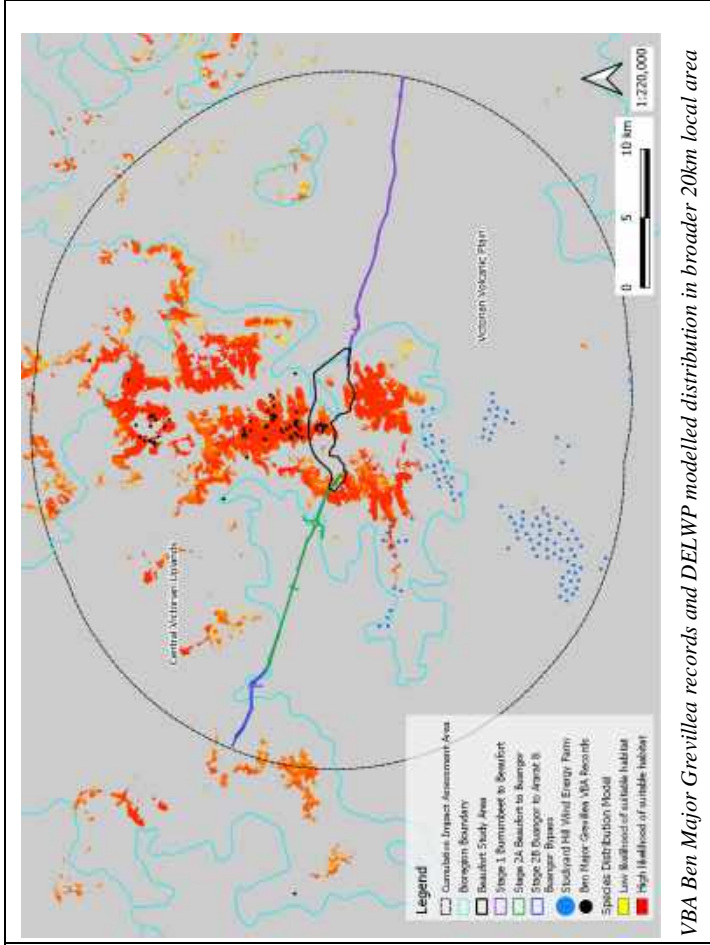 Central Victorian Uplands
Victorian Volcanic Plain
Legend
Cumulative Impact Assessment Area
Bioregion Boundary
Beaufort Study Area
Stage 1 Burrumbeet to Beaufort
Stage 2A Beaufort to Buangor
Stage 2B Buangor to Ararat &
Buangor Bypass
Stockyard Hill Wind Energy Farm
Ben Major Grevillea VBA Records
Species Distribution Model
Low likelihood of suitable habitat
High likelihood of suitable habitat
0 5 10 km
1:220,000
VBA Ben Major Grevillea records and DELWP modelled distribution in broader 20km local area